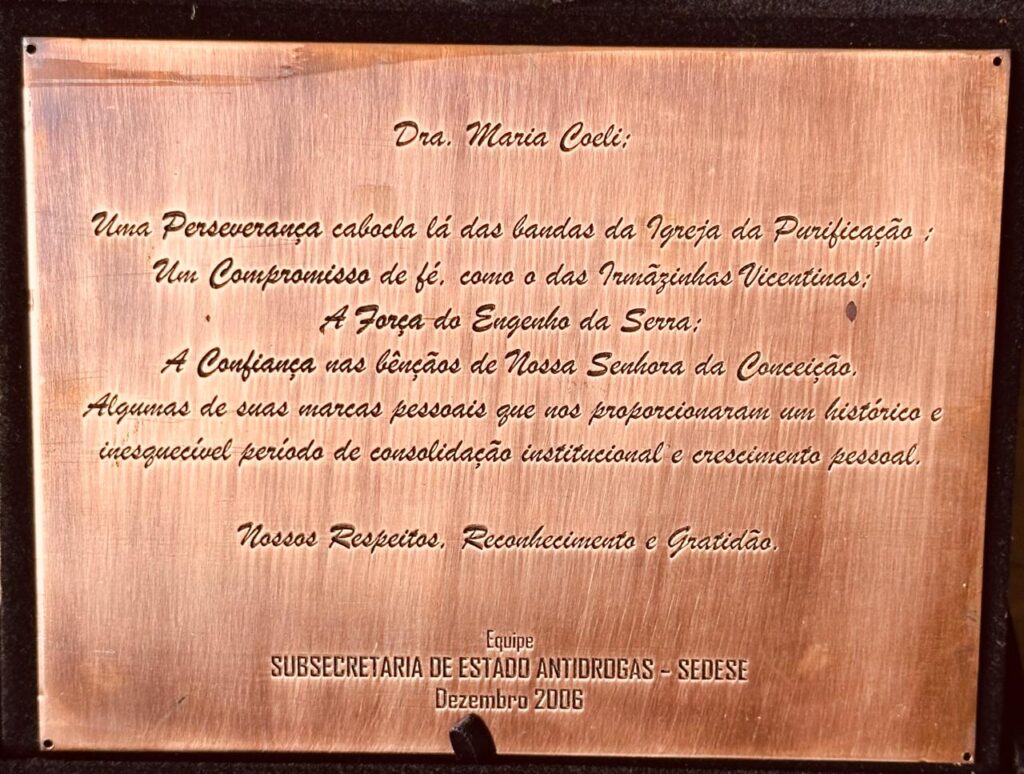 Dra. Maria Coeli;
Uma Perseverança cabocla lá das bandas da Igreja da Purificação ;
Um Compromisso de fé, como o das Irmãzinhas Vicentinas;
A Força do Engenho da Serra;
A Confiança nas bênçãos de Nossa Senhora da Conceição.
Algumas de suas marcas pessoais que nos proporcionaram um histórico e
inesquecível período de consolidação institucional e crescimento pessoal.
Nossos Respeitos, Reconhecimento e Gratidão.
Equipe
SUBSECRETARIA DE ESTADO ANTIDROGAS - SEDESE
Dezembro 2006